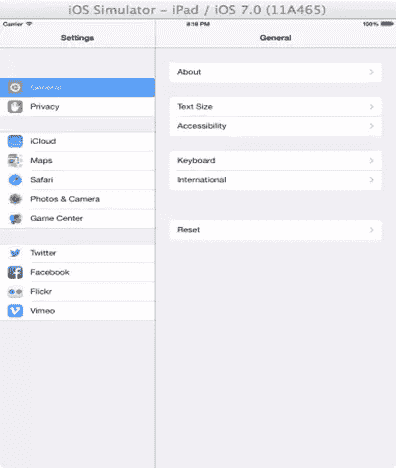 iOS Simulator – iPad / iOS 7.0 (11A465)
Carrier 8:16 PM 100%
Settings
General
Privacy
iCloud
Maps
Safari
Photos & Camera
Game Center
Twitter
Facebook
Flickr
Vimeo
General
About
Text Size
Accessibility
Keyboard
International
Reset